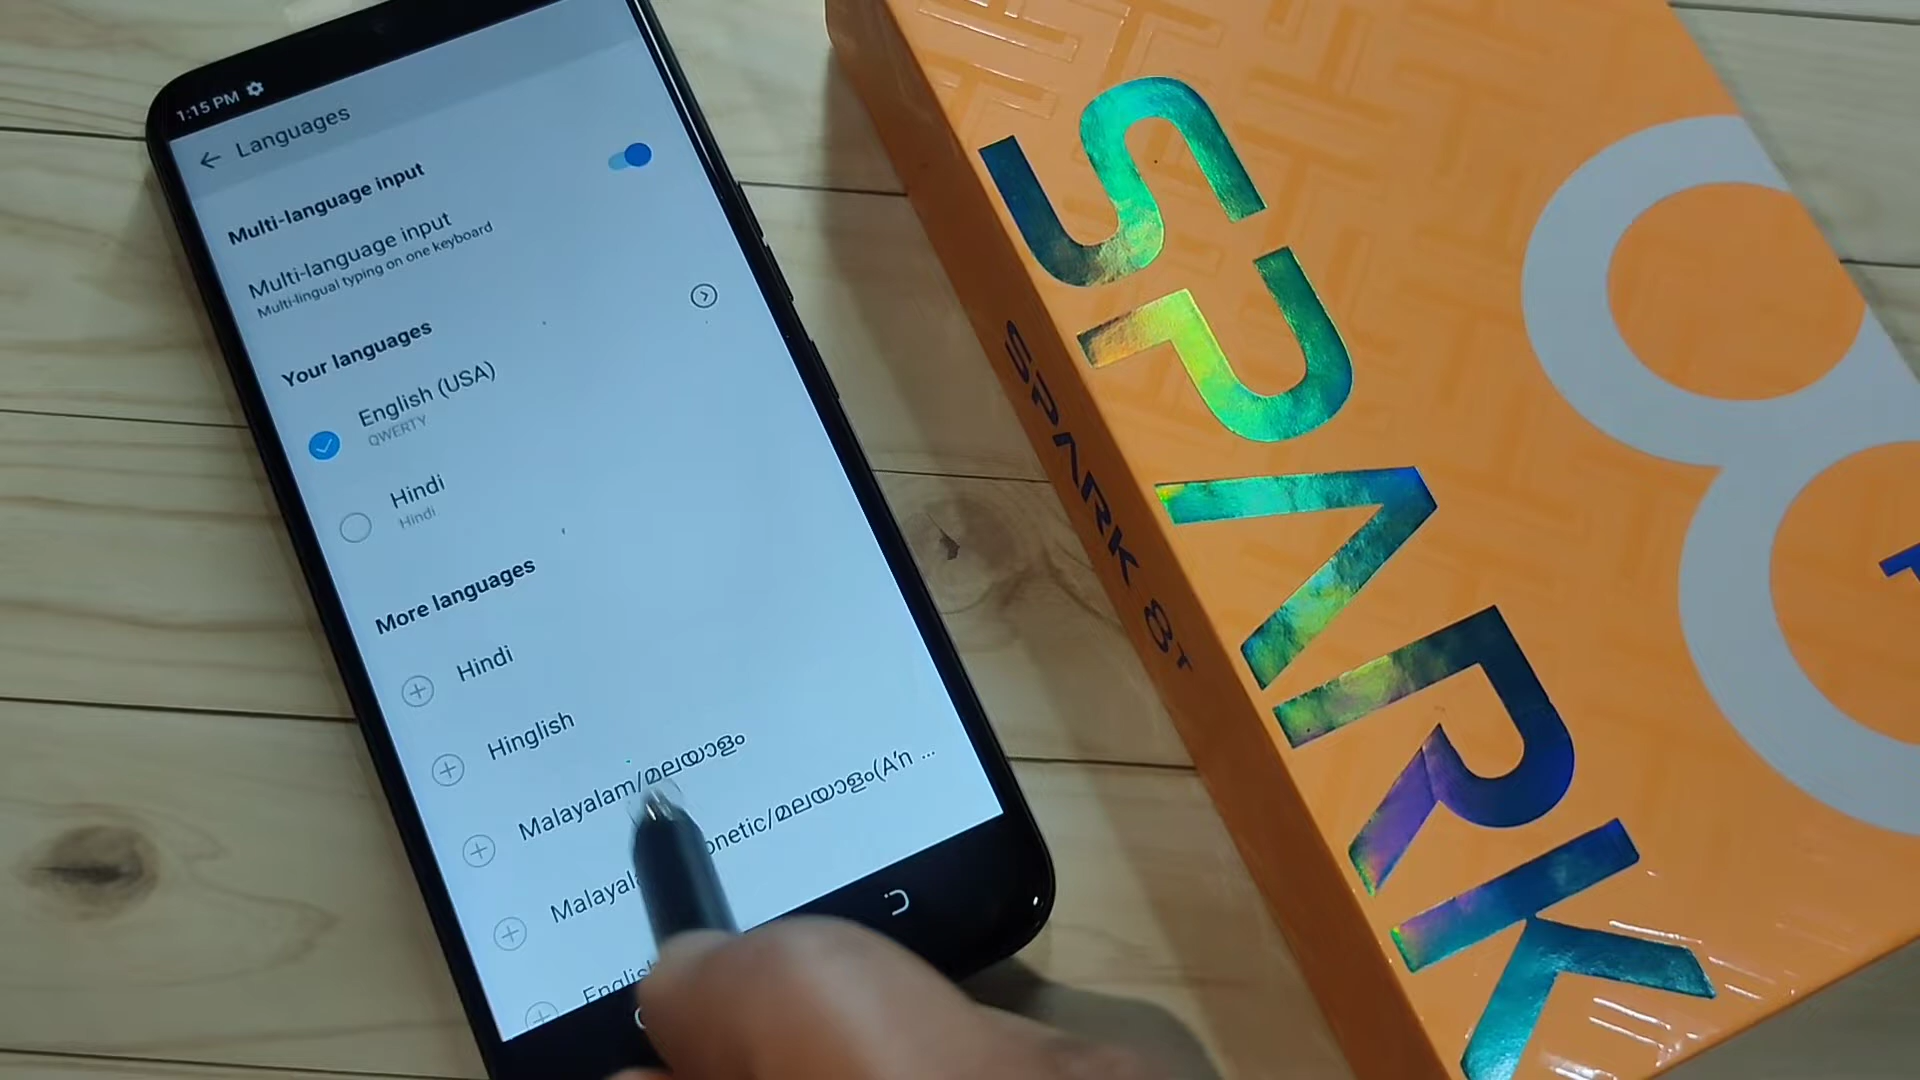 1:15 PM
Languages
Multi-language input
Multi-language input
Multi-lingual typing on one keyboard
Your languages
English (USA)
QWERTY
Hindi
Hindi
More languages
Hindi
Hinglish
Malayalam/മലയാളം
onetic/മലയാളം(A'n ...
SPARK 8T
SPARK
8